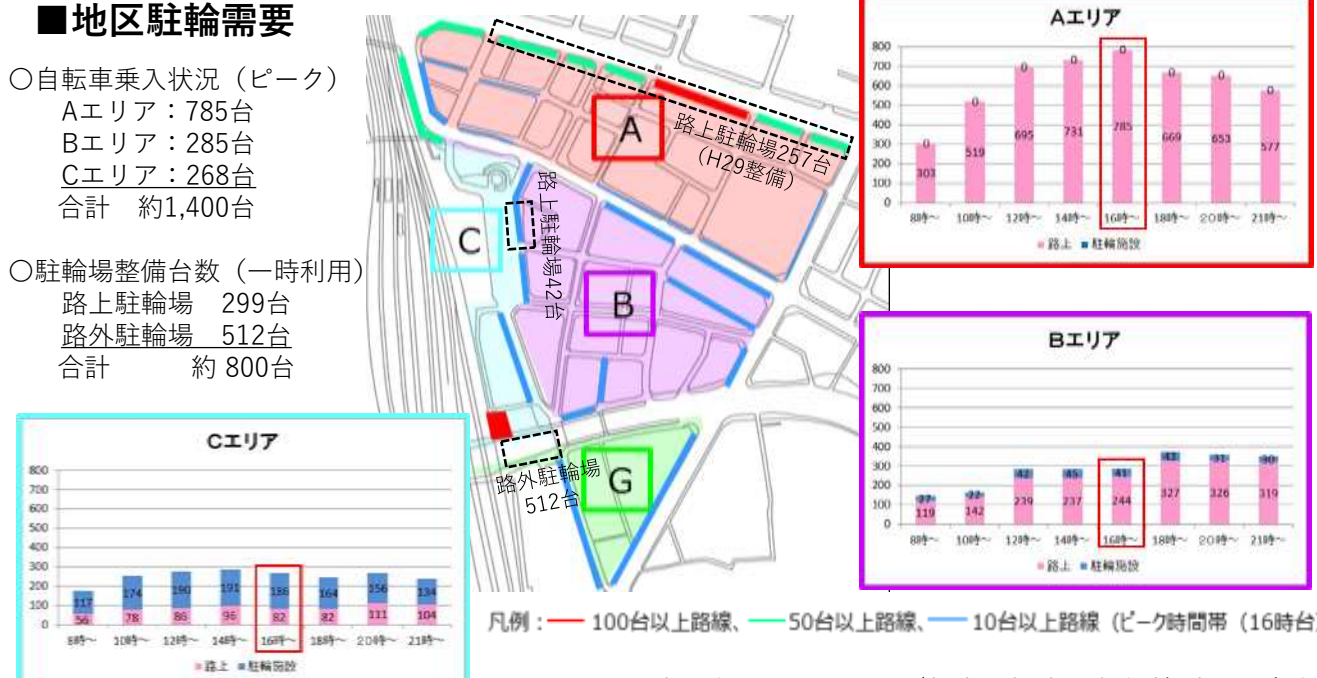 ■地区駐輪需要
〇自転車乗入状況（ピーク）
Aエリア：785台
Bエリア：285台
Cエリア：268台
合計　約1,400台
〇駐輪場整備台数（一時利用）
路上駐輪場　299台
路外駐輪場　512台
合計　　　約 800台
A
路上駐輪場257台
（H29整備）
路上駐輪場42台
C
B
路外駐輪場
512台
G
Aエリア
800
700
600
500
400
300
200
100
0
0 0 0 0 0 0 0 0
303 519 695 731 785 669 653 577
8時～ 10時～ 12時～ 14時～ 16時～ 18時～ 20時～ 21時～
■路上 ■駐輪施設
Bエリア
800
700
600
500
400
300
200
100
0
27 22 42 45 41 43 31 30
119 142 239 237 244 327 326 319
8時～ 10時～ 12時～ 14時～ 16時～ 18時～ 20時～ 21時～
■路上 ■駐輪施設
Cエリア
800
700
600
500
400
300
200
100
0
117 174 190 191 186 164 156 134
56 78 86 96 82 82 111 104
8時～ 10時～ 12時～ 14時～ 16時～ 18時～ 20時～ 21時～
■路上 ■駐輪施設
凡例：━ 100台以上路線、━ 50台以上路線、━ 10台以上路線（ピーク時間帯（16時台